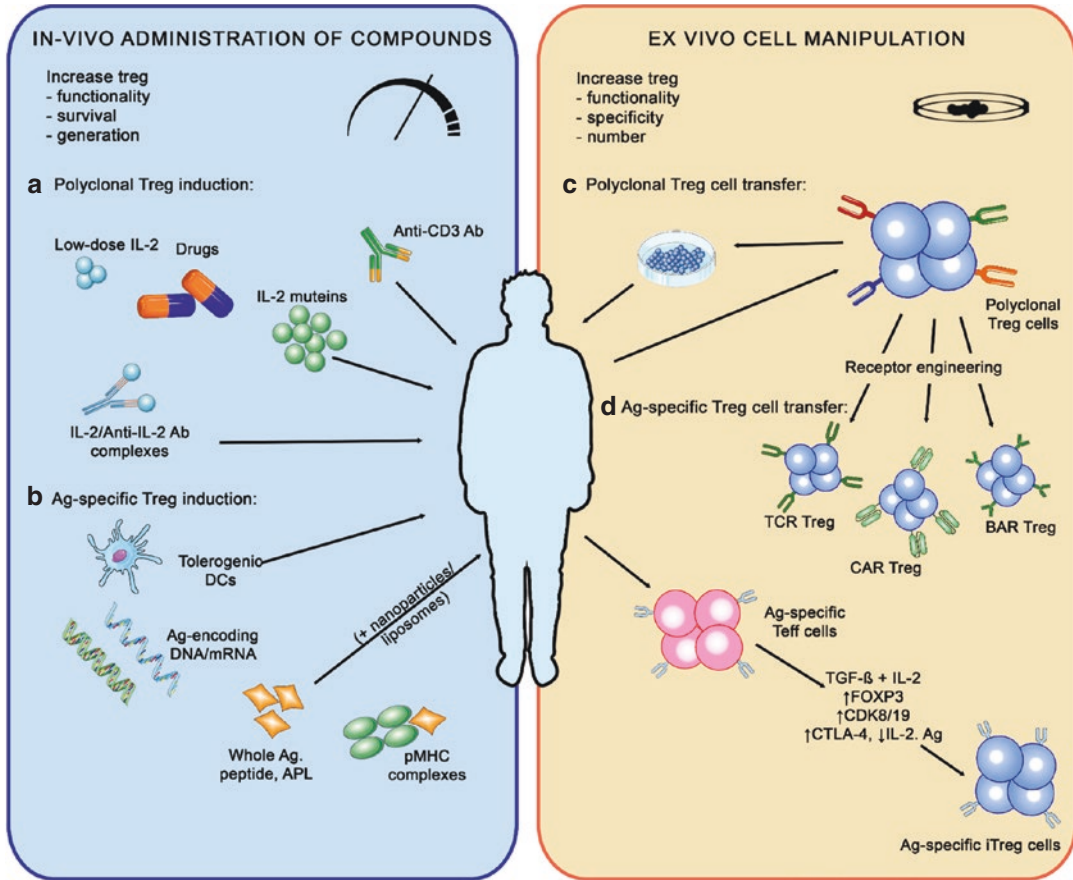 IN-VIVO ADMINISTRATION OF COMPOUNDS
Increase treg
- functionality
- survival
- generation
a Polyclonal Treg induction:
Low-dose IL-2
Drugs
Anti-CD3 Ab
IL-2 muteins
IL-2/Anti-IL-2 Ab
complexes
b Ag-specific Treg induction:
Tolerogenio
DCs
Ag-encoding
DNA/mRNA
(+ nanoparticles/
liposomes)
Whole Ag.
peptide, APL
pMHC
complexes
EX VIVO CELL MANIPULATION
Increase treg
- functionality
- specificity
- number
c Polyclonal Treg cell transfer:
Polyclonal
Treg cells
Receptor engineering
d Ag-specific Treg cell transfer:
TCR Treg
CAR Treg
BAR Treg
Ag-specific
Teff cells
TGF-ß + IL-2
↑FOXP3
↑CDK8/19
↑CTLA-4, ↓IL-2. Ag
Ag-specific iTreg cells